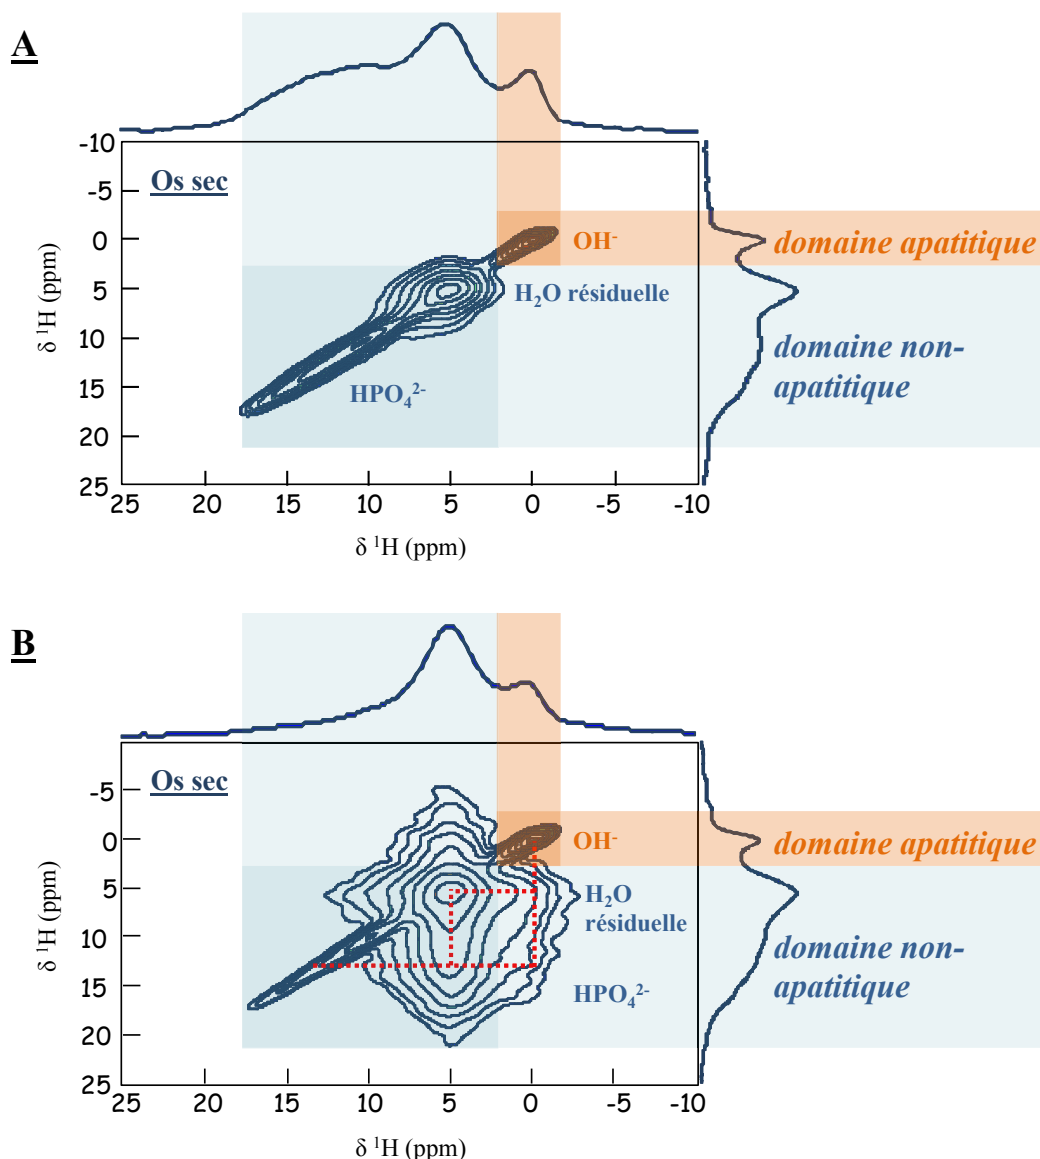 A
-10
Os sec
-5
0
OH⁻
domaine apatitique
5
H₂O résiduelle
10
domaine non-
apatitique
15
HPO₄²⁻
20
25
25 20 15 10 5 0 -5 -10
δ ¹H (ppm)
δ ¹H (ppm)
B
Os sec
-5
0
OH⁻
domaine apatitique
5
H₂O
résiduelle
10
domaine non-
apatitique
15
HPO₄²⁻
20
25
25 20 15 10 5 0 -5 -10
δ ¹H (ppm)
δ ¹H (ppm)